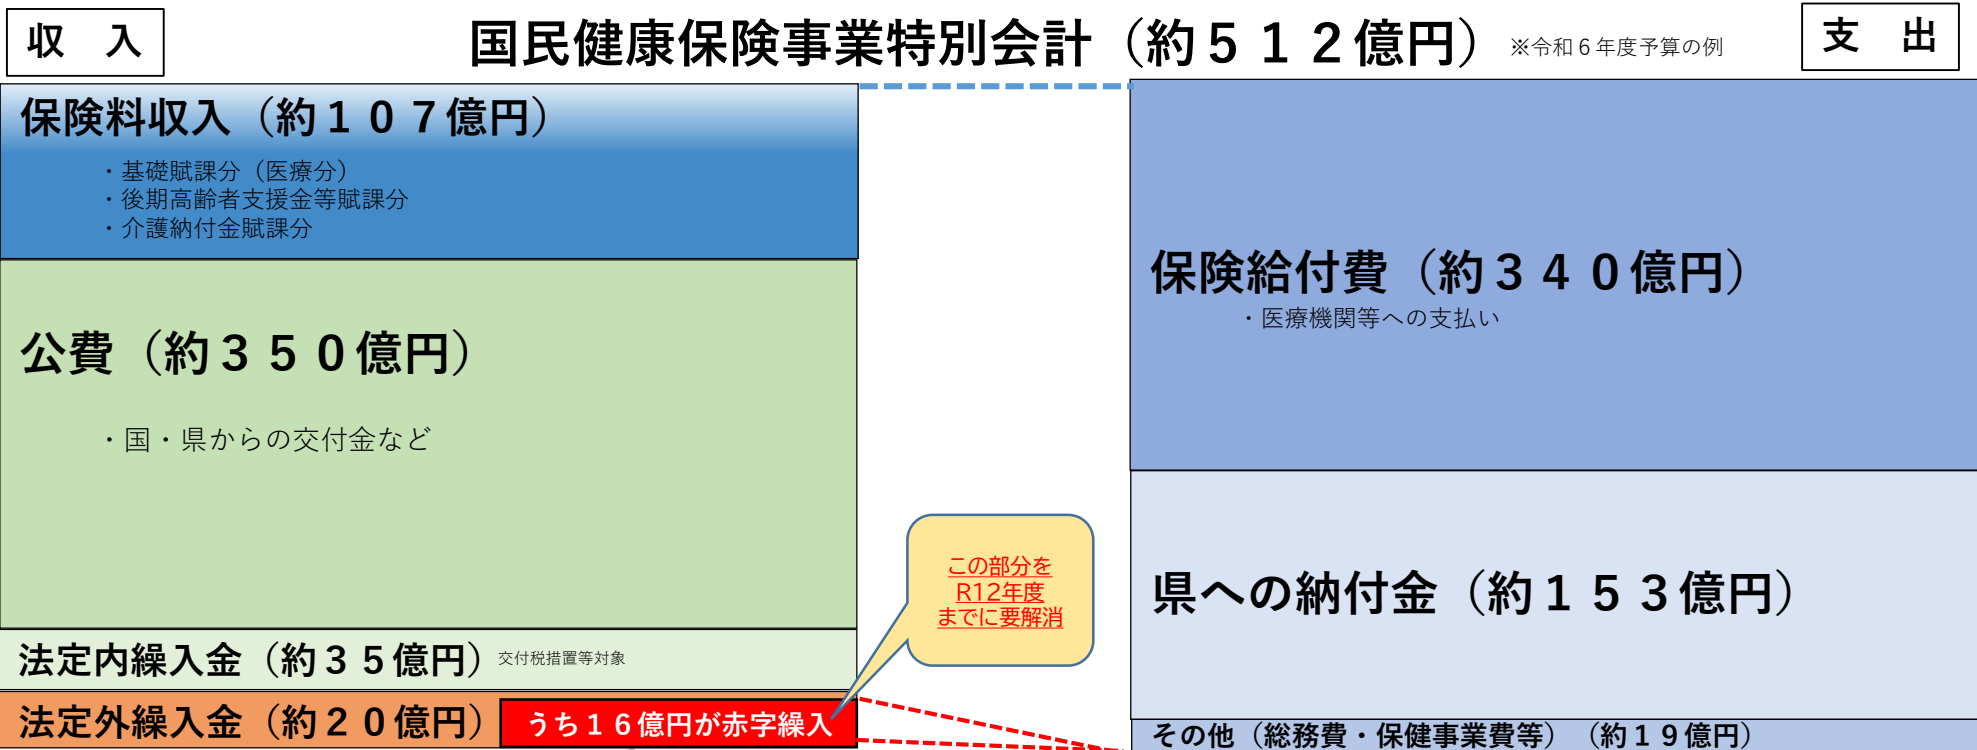 収　入
国民健康保険事業特別会計（約５１２億円）
※令和６年度予算の例
支　出
保険料収入（約１０７億円）
・基礎賦課分（医療分）
・後期高齢者支援金等賦課分
・介護納付金賦課分
公費（約３５０億円）
・国・県からの交付金など
法定内繰入金（約３５億円）
交付税措置等対象
法定外繰入金（約２０億円）
うち１６億円が赤字繰入
この部分を
R12年度
までに要解消
保険給付費（約３４０億円）
・医療機関等への支払い
県への納付金（約１５３億円）
その他（総務費・保健事業費等）（約１９億円）